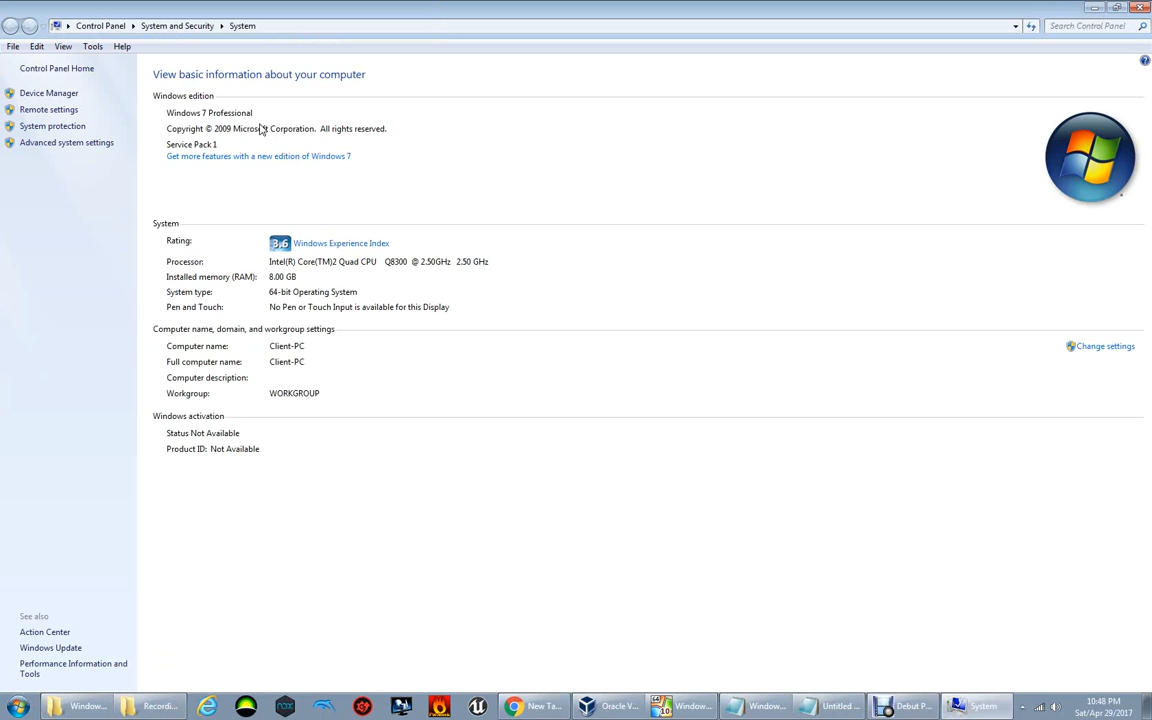 Control Panel ▸ System and Security ▸ System
Search Control Panel
File Edit View Tools Help
Control Panel Home
Device Manager
Remote settings
System protection
Advanced system settings
View basic information about your computer
Windows edition
Windows 7 Professional
Copyright © 2009 Microsoft Corporation. All rights reserved.
Service Pack 1
Get more features with a new edition of Windows 7
System
Rating: 3,6 Windows Experience Index
Processor: Intel(R) Core(TM)2 Quad CPU Q8300 @ 2.50GHz 2.50 GHz
Installed memory (RAM): 8.00 GB
System type: 64-bit Operating System
Pen and Touch: No Pen or Touch Input is available for this Display
Computer name, domain, and workgroup settings
Computer name: Client-PC
Change settings
Full computer name: Client-PC
Computer description:
Workgroup: WORKGROUP
Windows activation
Status Not Available
Product ID: Not Available
See also
Action Center
Windows Update
Performance Information and
Tools
Window... Recordi... nox New Ta... Oracle V... 64 10 Window... Window... Untitled ... Debut P... System
10:48 PM
Sat/Apr 29/2017